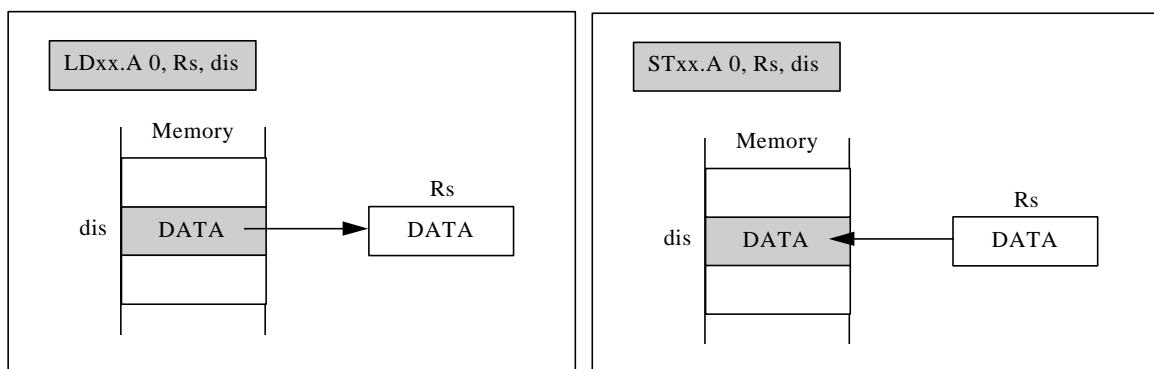 LDxx.A 0, Rs, dis
Memory
Rs
dis
DATA
DATA
STxx.A 0, Rs, dis
Memory
Rs
dis
DATA
DATA